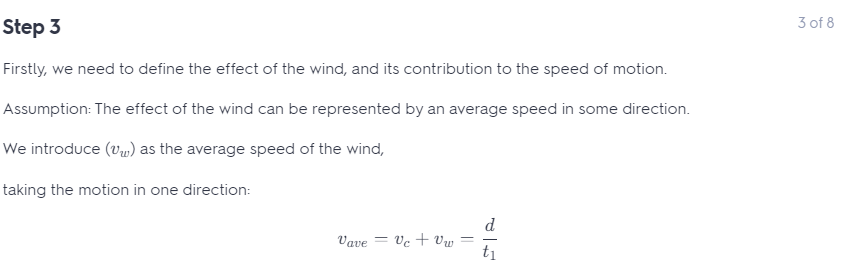 Step 3
3 of 8
Firstly, we need to define the effect of the wind, and its contribution to the speed of motion.
Assumption: The effect of the wind can be represented by an average speed in some direction.
We introduce (v_w) as the average speed of the wind,
taking the motion in one direction:
v_ave = v_c + v_w = d/t_1